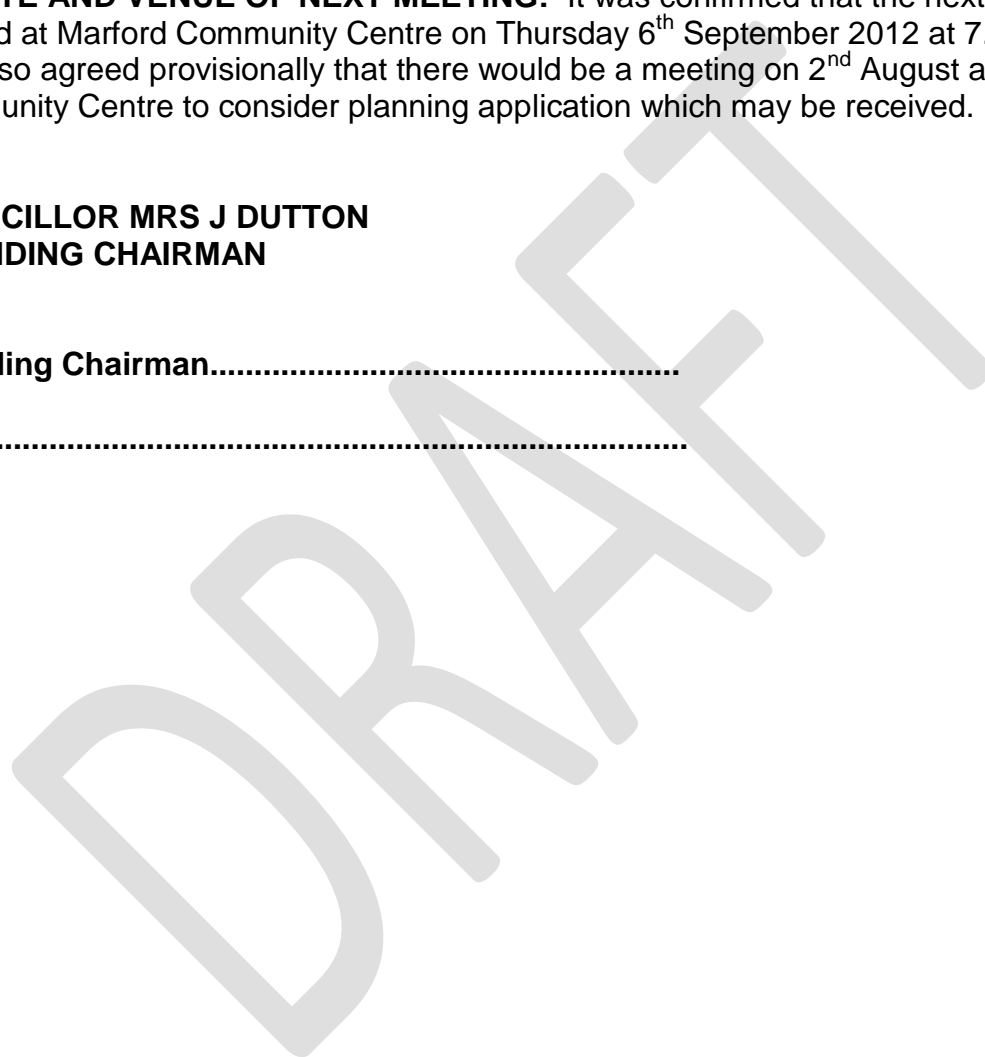 TE AND VENUE OF NEXT MEETING: It was confirmed that the next
d at Marford Community Centre on Thursday 6th September 2012 at 7.
so agreed provisionally that there would be a meeting on 2nd August a
unity Centre to consider planning application which may be received.
CILLOR MRS J DUTTON
DING CHAIRMAN
ling Chairman.....................................................
..............................................................................
DRAFT